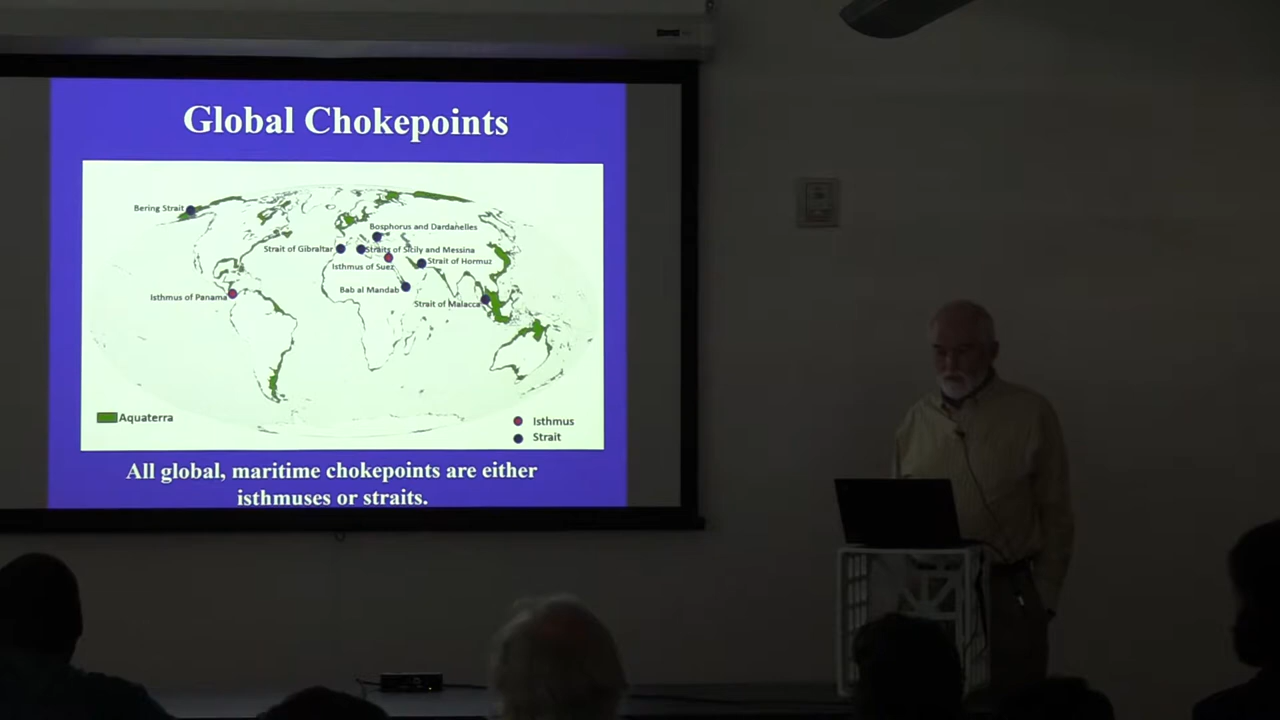 Global Chokepoints
Bering Strait
Bosphorus and Dardanelles
Strait of Gibraltar
Straits of Sicily and Messina
Isthmus of Suez
Strait of Hormuz
Bab al Mandab
Isthmus of Panama
Strait of Malacca
Aquaterra
Isthmus
Strait
All global, maritime chokepoints are either
isthmuses or straits.